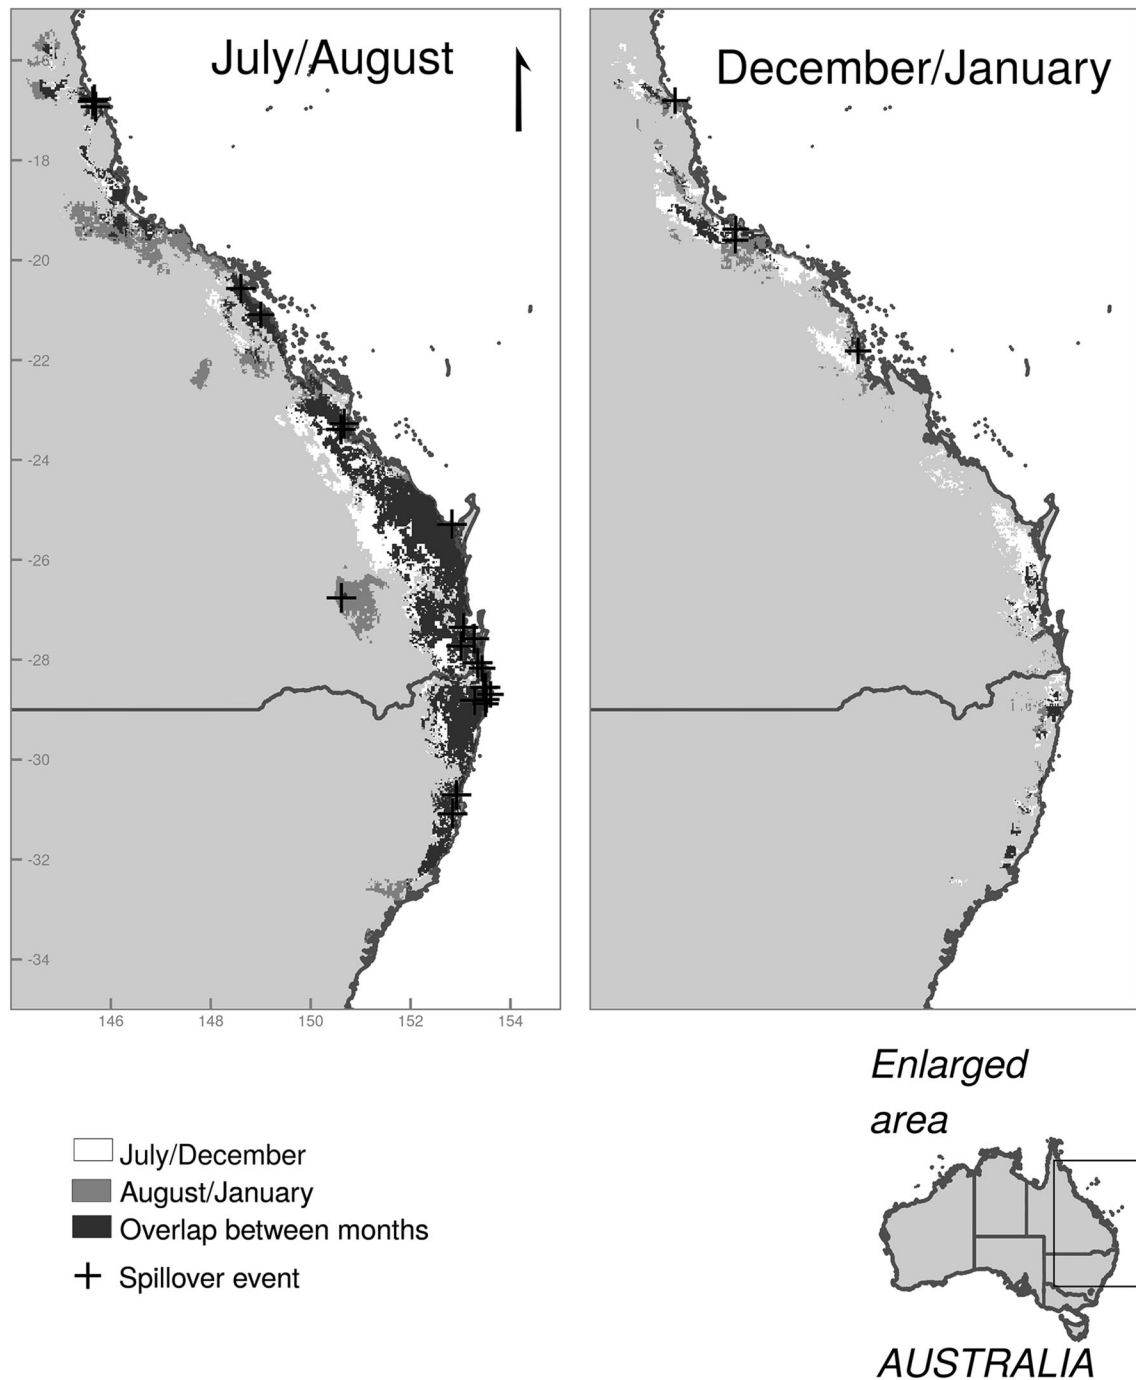 July/August
December/January
-16
-18
-20
-22
-24
-26
-28
-30
-32
-34
146
148
150
152
154
Enlarged
area
July/December
August/January
Overlap between months
Spillover event
AUSTRALIA